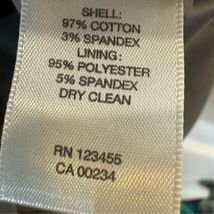 SHELL:
97% COTTON
3% SPANDEX
LINING:
95% POLYESTER
5% SPANDEX
DRY CLEAN
RN 123455
CA 00234